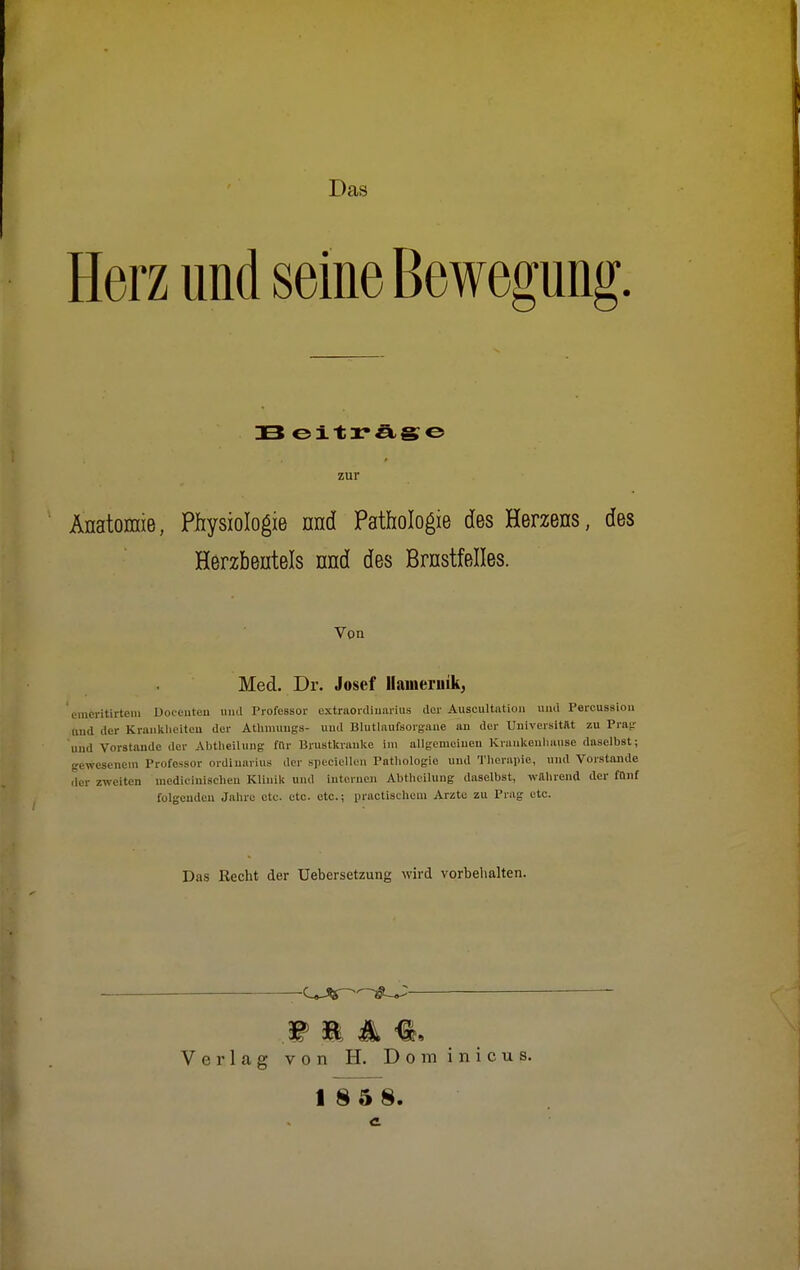 Das
Herz und seine Bewegung.
Beiträge
zur
Anatomie, Physiologie und Pathologie des Herzens, des
Herzbeutels und des Brustfelles.
Von
Med. Dr. Josef Hamernik,
emeritirtem Docenten und Professor extraordinarius der Auscultation und Percussion
und der Krankheiten der Athmungs- und Blutlaufsorgane an der Universität zu Prag
und Vorstande der Abtheilung für Brustkranke im allgemeinen Krankenhause daselbst;
gewesenem Professor ordinarius der speciellen Pathologie und Therapie, und Vorstande
der zweiten medicinischen Klinik und internen Abtheilung daselbst, während der fünf
folgenden Jahre etc. etc. etc.; practischem Arzte zu Prag etc.
Das Recht der Uebersetzung wird vorbehalten.
PRAG.
Verlag von H. Dominicus.
1858.
c